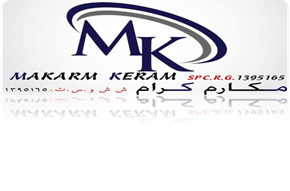 MK
MAKARM KERAM SPC.R.G.1395165
مكارم كرام ش ش و .س.ت. ١٣٩٥١٦٥